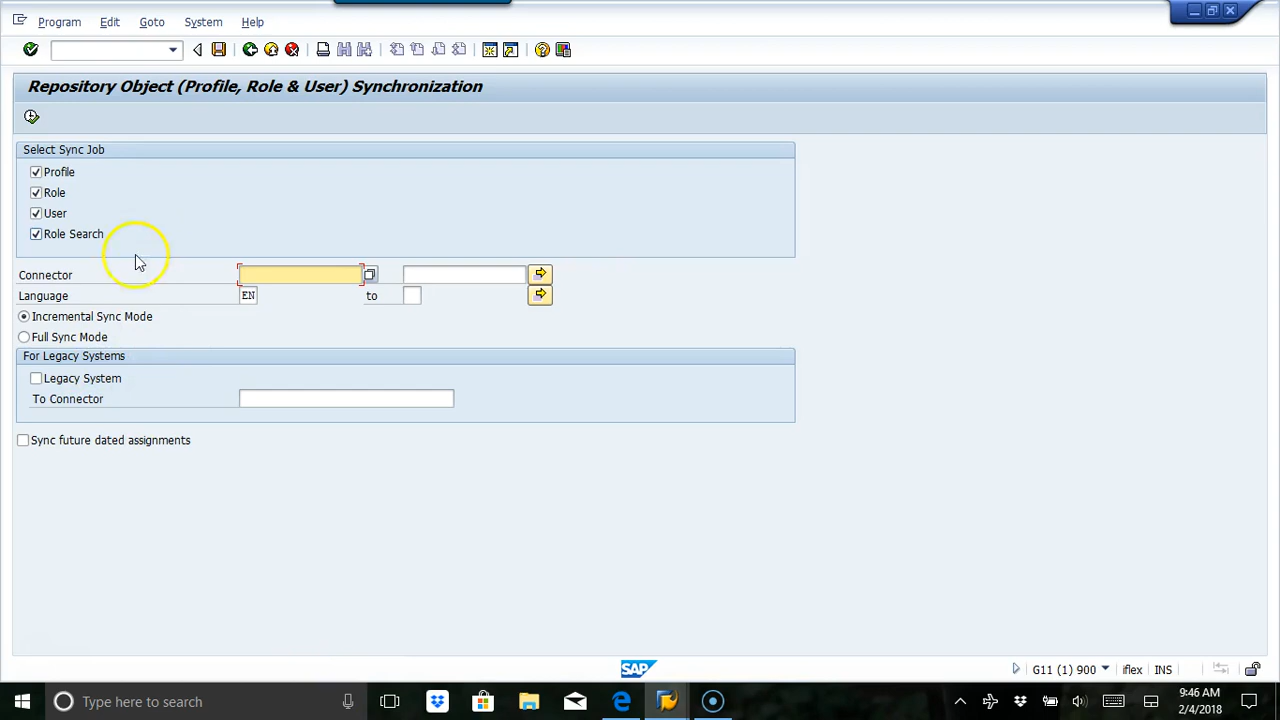 Program Edit Goto System Help
Repository Object (Profile, Role & User) Synchronization
Select Sync Job
Profile
Role
User
Role Search
Connector
Language EN to
Incremental Sync Mode
Full Sync Mode
For Legacy Systems
Legacy System
To Connector
Sync future dated assignments
SAP
G11 (1) 900 iflex INS
Type here to search
9:46 AM
2/4/2018